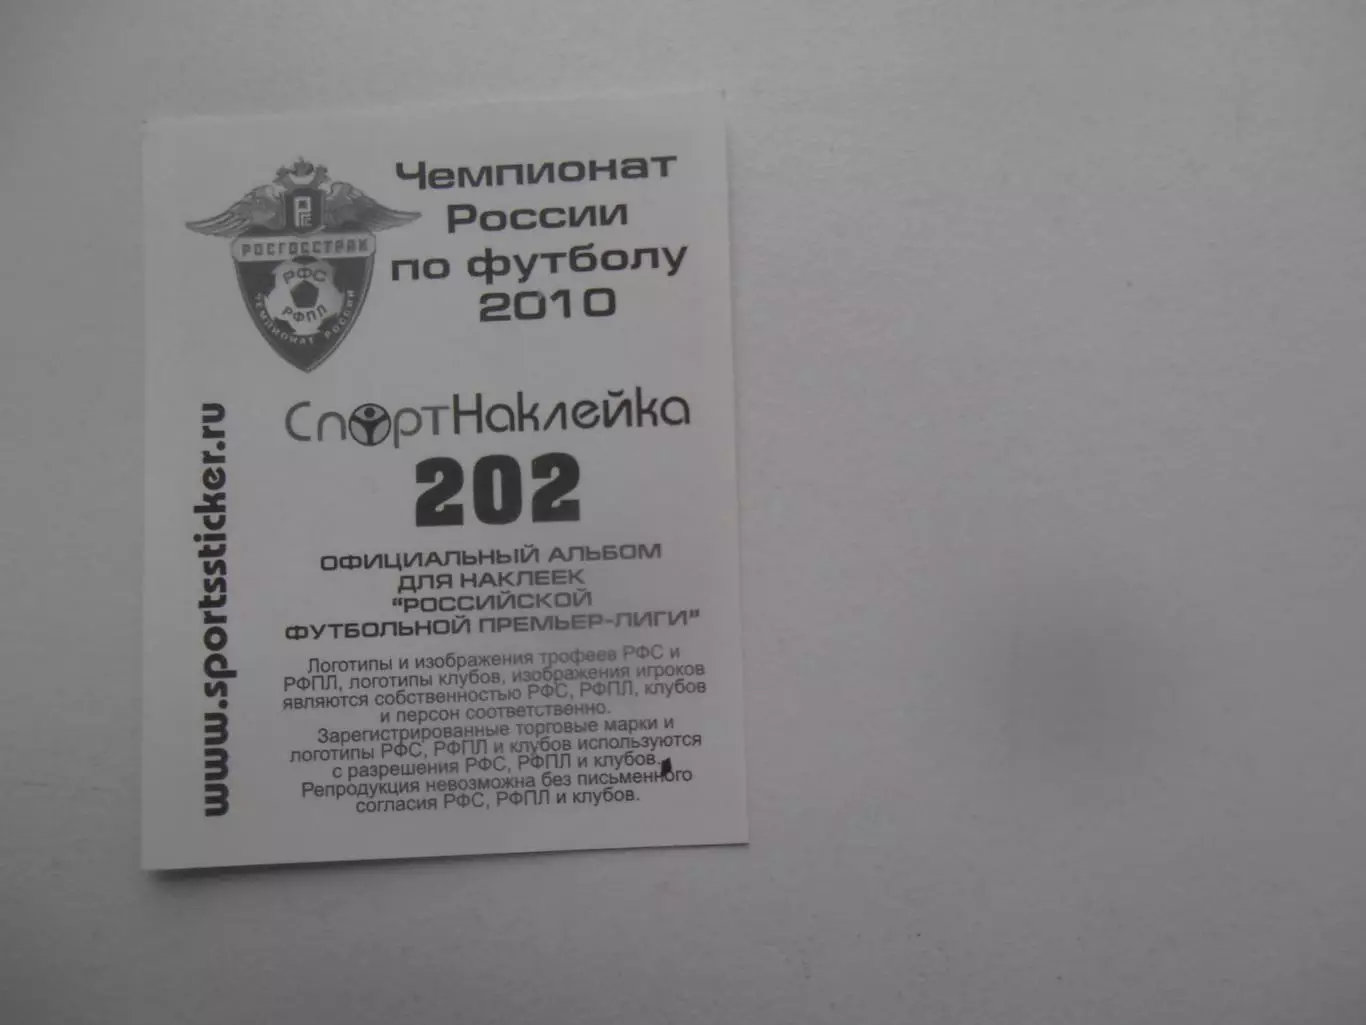 Чемпионат
России
по футболу
2010
РОСГОССТРАХ
РФС
РФПЛ
ЧЕМПИОНАТ РОССИИ
СпортНаклейка
202
www.sportssticker.ru
ОФИЦИАЛЬНЫЙ АЛЬБОМ
ДЛЯ НАКЛЕЕК
"РОССИЙСКОЙ
ФУТБОЛЬНОЙ ПРЕМЬЕР-ЛИГИ"
Логотипы и изображения трофеев РФС и
РФПЛ, логотипы клубов, изображения игроков
являются собственностью РФС, РФПЛ, клубов
и персон соответственно.
Зарегистрированные торговые марки и
логотипы РФС, РФПЛ и клубов используются
с разрешения РФС, РФПЛ и клубов.
Репродукция невозможна без письменного
согласия РФС, РФПЛ и клубов.